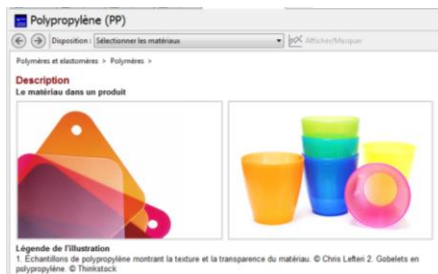 Polypropylène (PP)
Disposition : Sélectionner les matériaux Afficher/Masquer
Polymères et elastomères > Polymères >
Description
Le matériau dans un produit
Légende de l'illustration
1. Échantillons de polypropylène montrant la texture et la transparence du matériau. © Chris Lefteri 2. Gobelets en
polypropylène. © Thinkstock